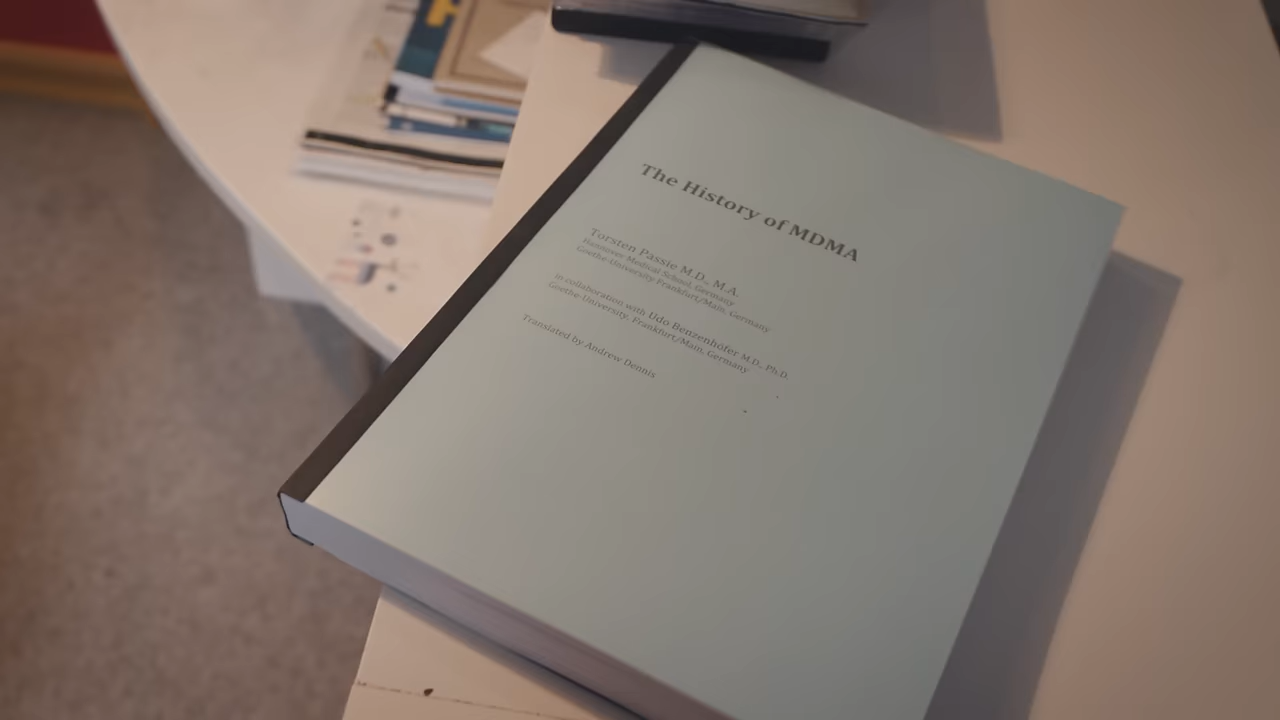 The History of MDMA
Torsten Passie M.D., M.A.
Hannover Medical School, Germany
Goethe-University Frankfurt/Main, Germany
in collaboration with Udo Benzenhöfer M.D., Ph.D.
Goethe-University, Frankfurt/Main, Germany
Translated by Andrew Dennis